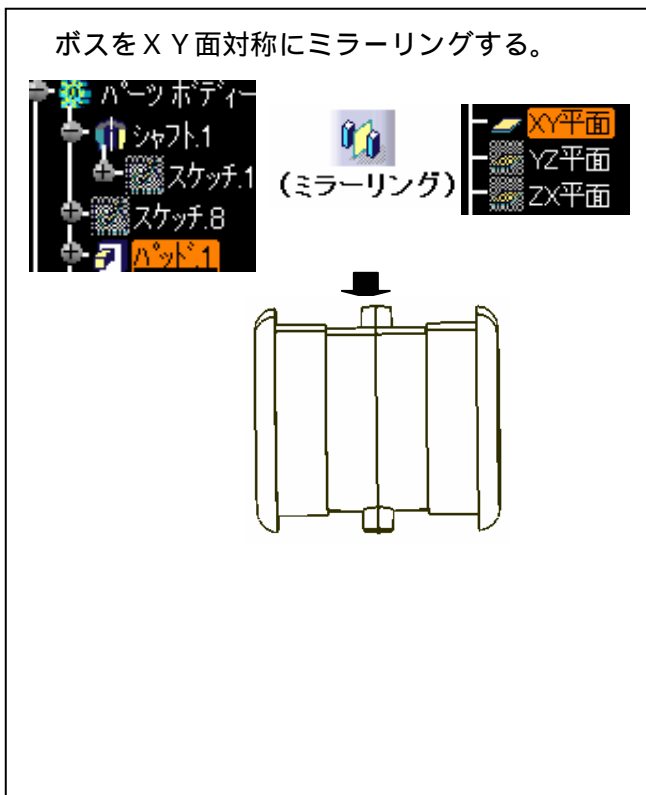 ボスをＸＹ面対称にミラーリングする。
パーツ ボディー
シャフト.1
スケッチ.1
スケッチ.8
パッド.1
(ミラーリング)
XY平面
YZ平面
ZX平面